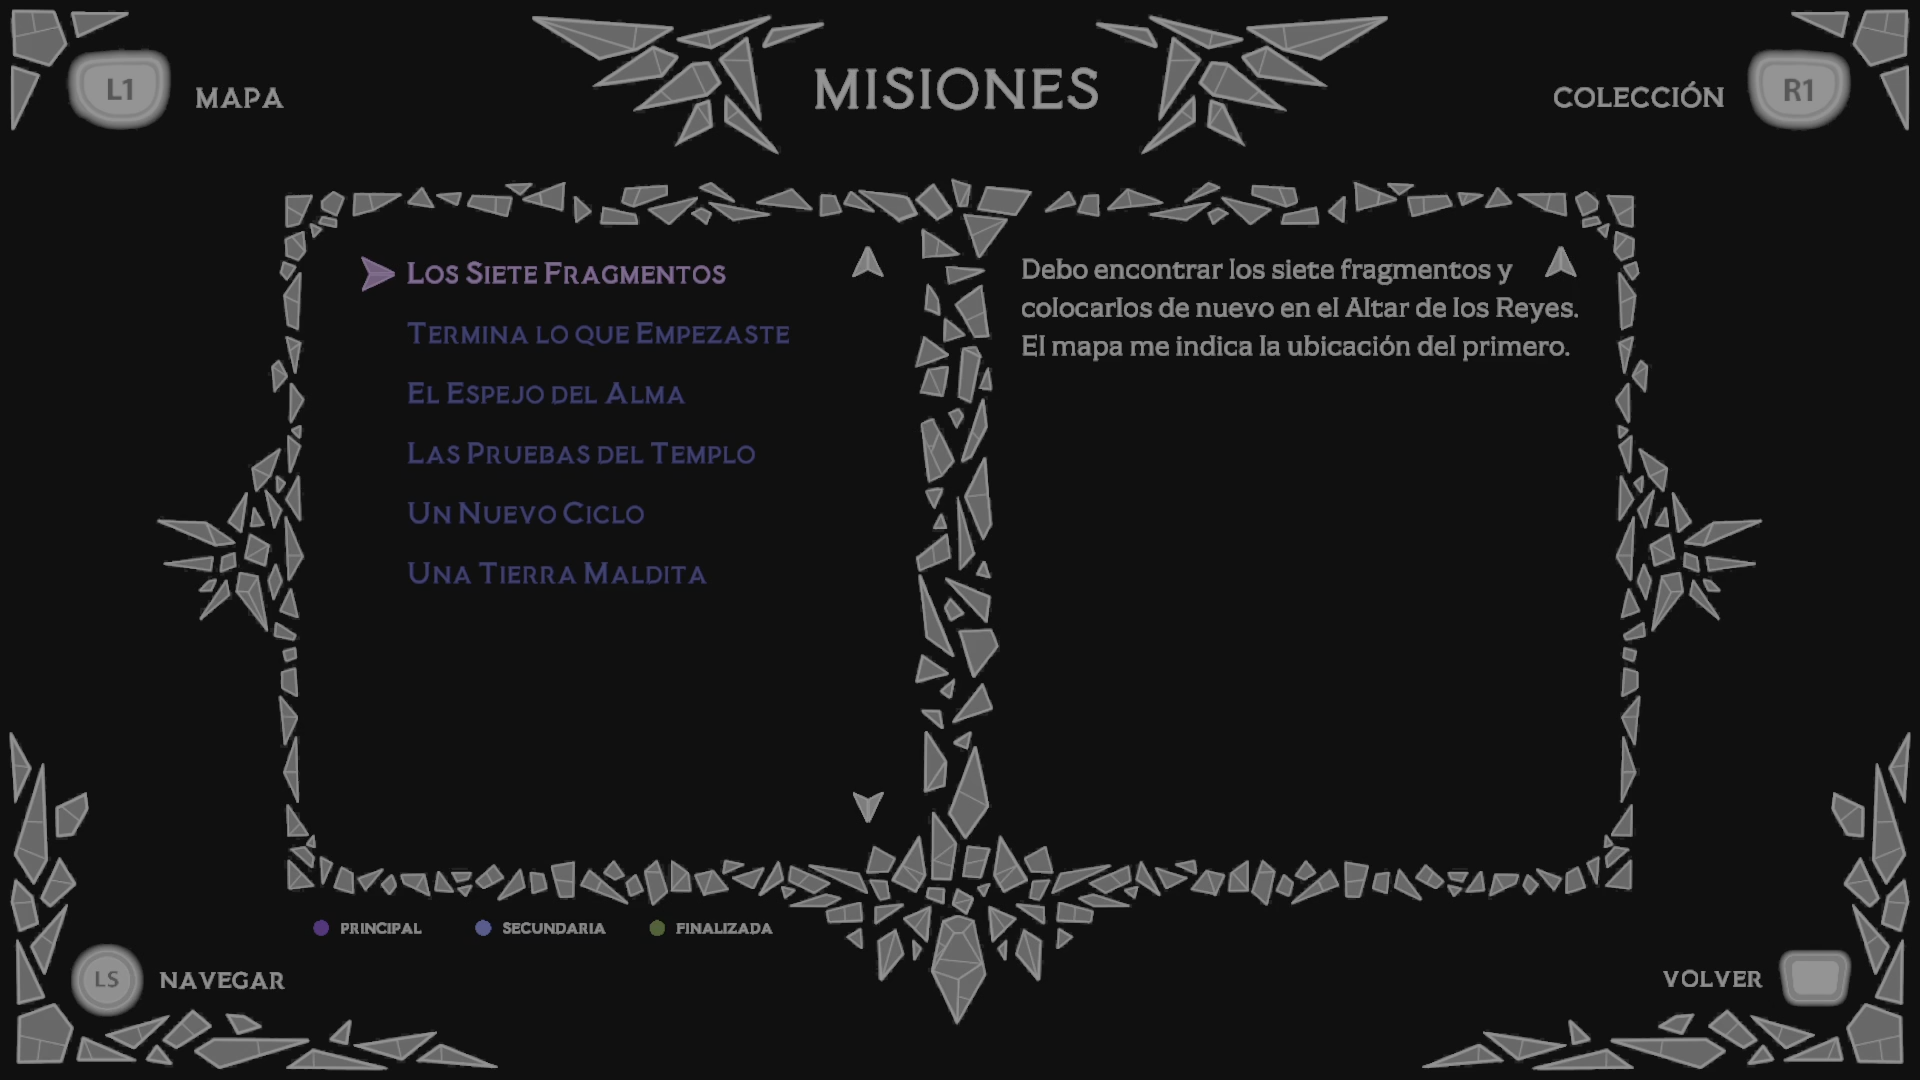 L1
MAPA
MISIONES
COLECCIÓN
R1
Los Siete Fragmentos
Termina lo que Empezaste
El Espejo del Alma
Las Pruebas del Templo
Un Nuevo Ciclo
Una Tierra Maldita
Debo encontrar los siete fragmentos y
colocarlos de nuevo en el Altar de los Reyes.
El mapa me indica la ubicación del primero.
PRINCIPAL
SECUNDARIA
FINALIZADA
LS
NAVEGAR
VOLVER